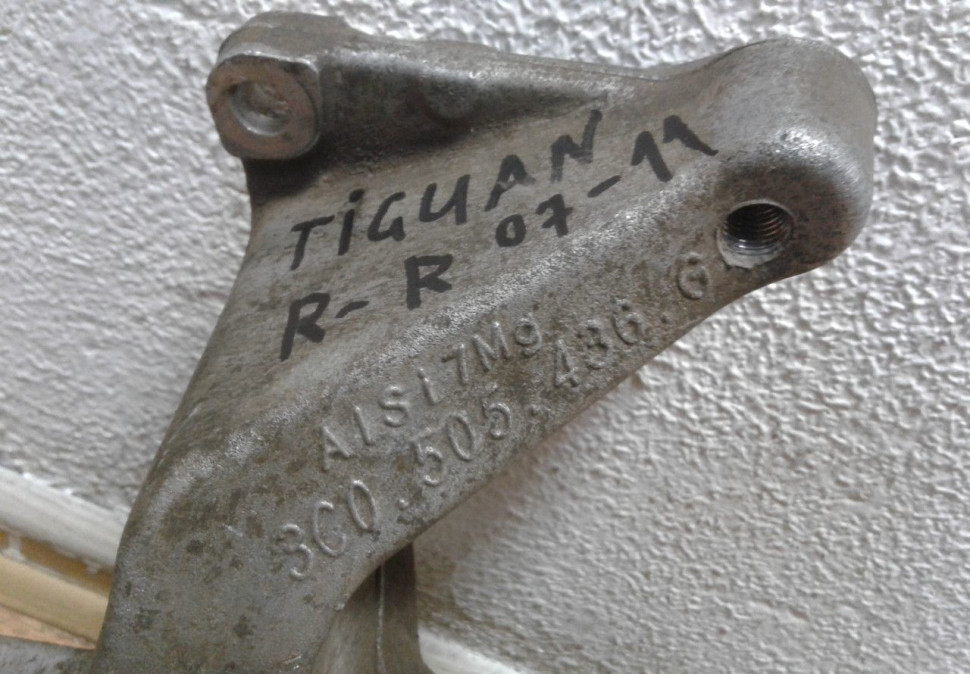 TiGUAN
R-R 07-11
AlSi7Mg
3C0.505.436.G